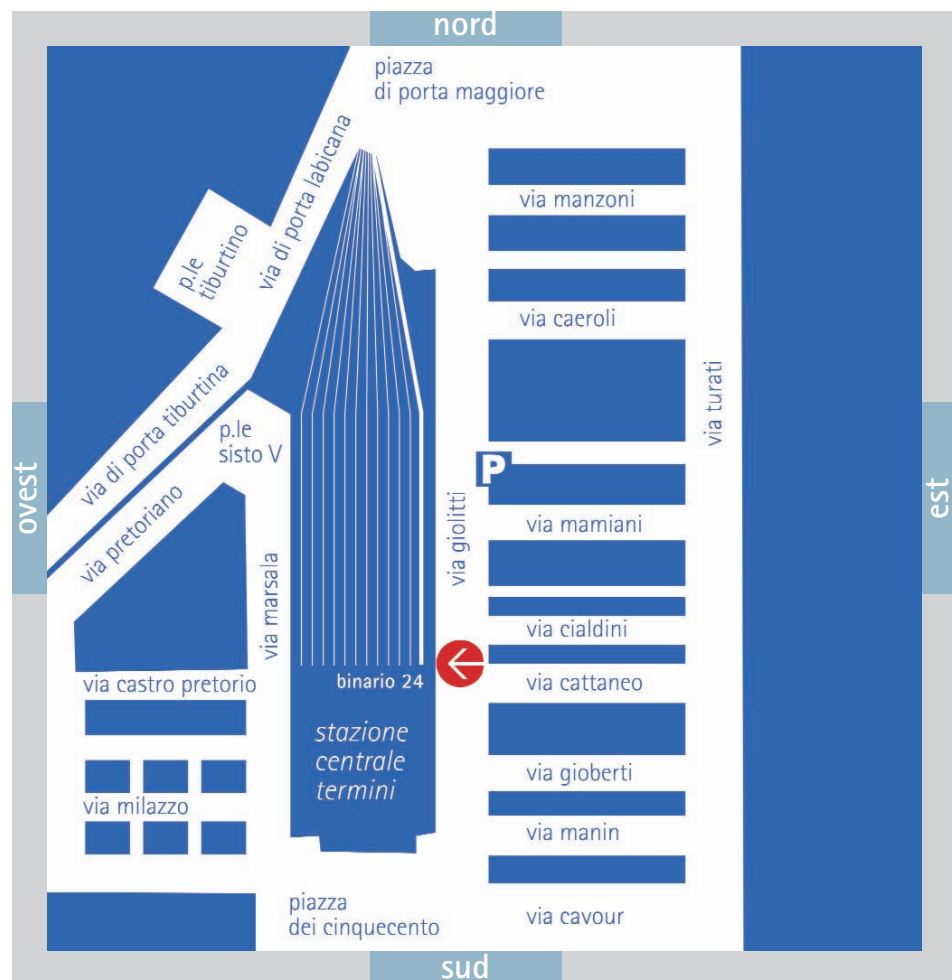 nord
piazza
di porta maggiore
via di porta labicana
via manzoni
p.le
tiburtino
via caeroli
via turati
via di porta tiburtina
p.le
sisto V
P
ovest
est
via pretoriano
via giolitti
via mamiani
via marsala
via cialdini
via castro pretorio
binario 24
via cattaneo
stazione
centrale
termini
via gioberti
via milazzo
via manin
piazza
dei cinquecento
via cavour
sud